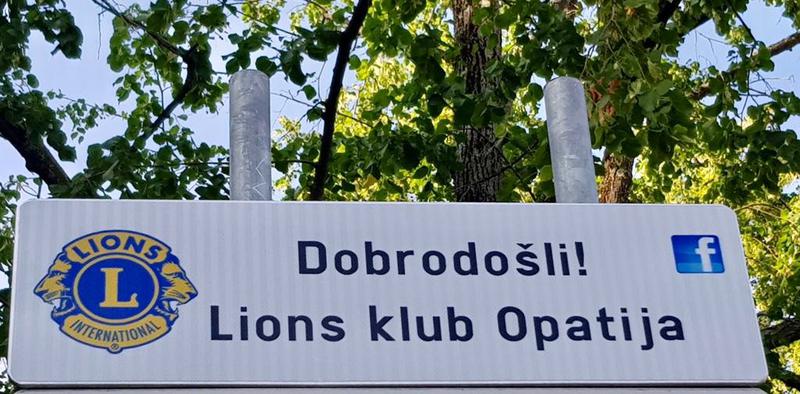 LIONS
L
INTERNATIONAL
®
Dobrodošli!
Lions klub Opatija
f